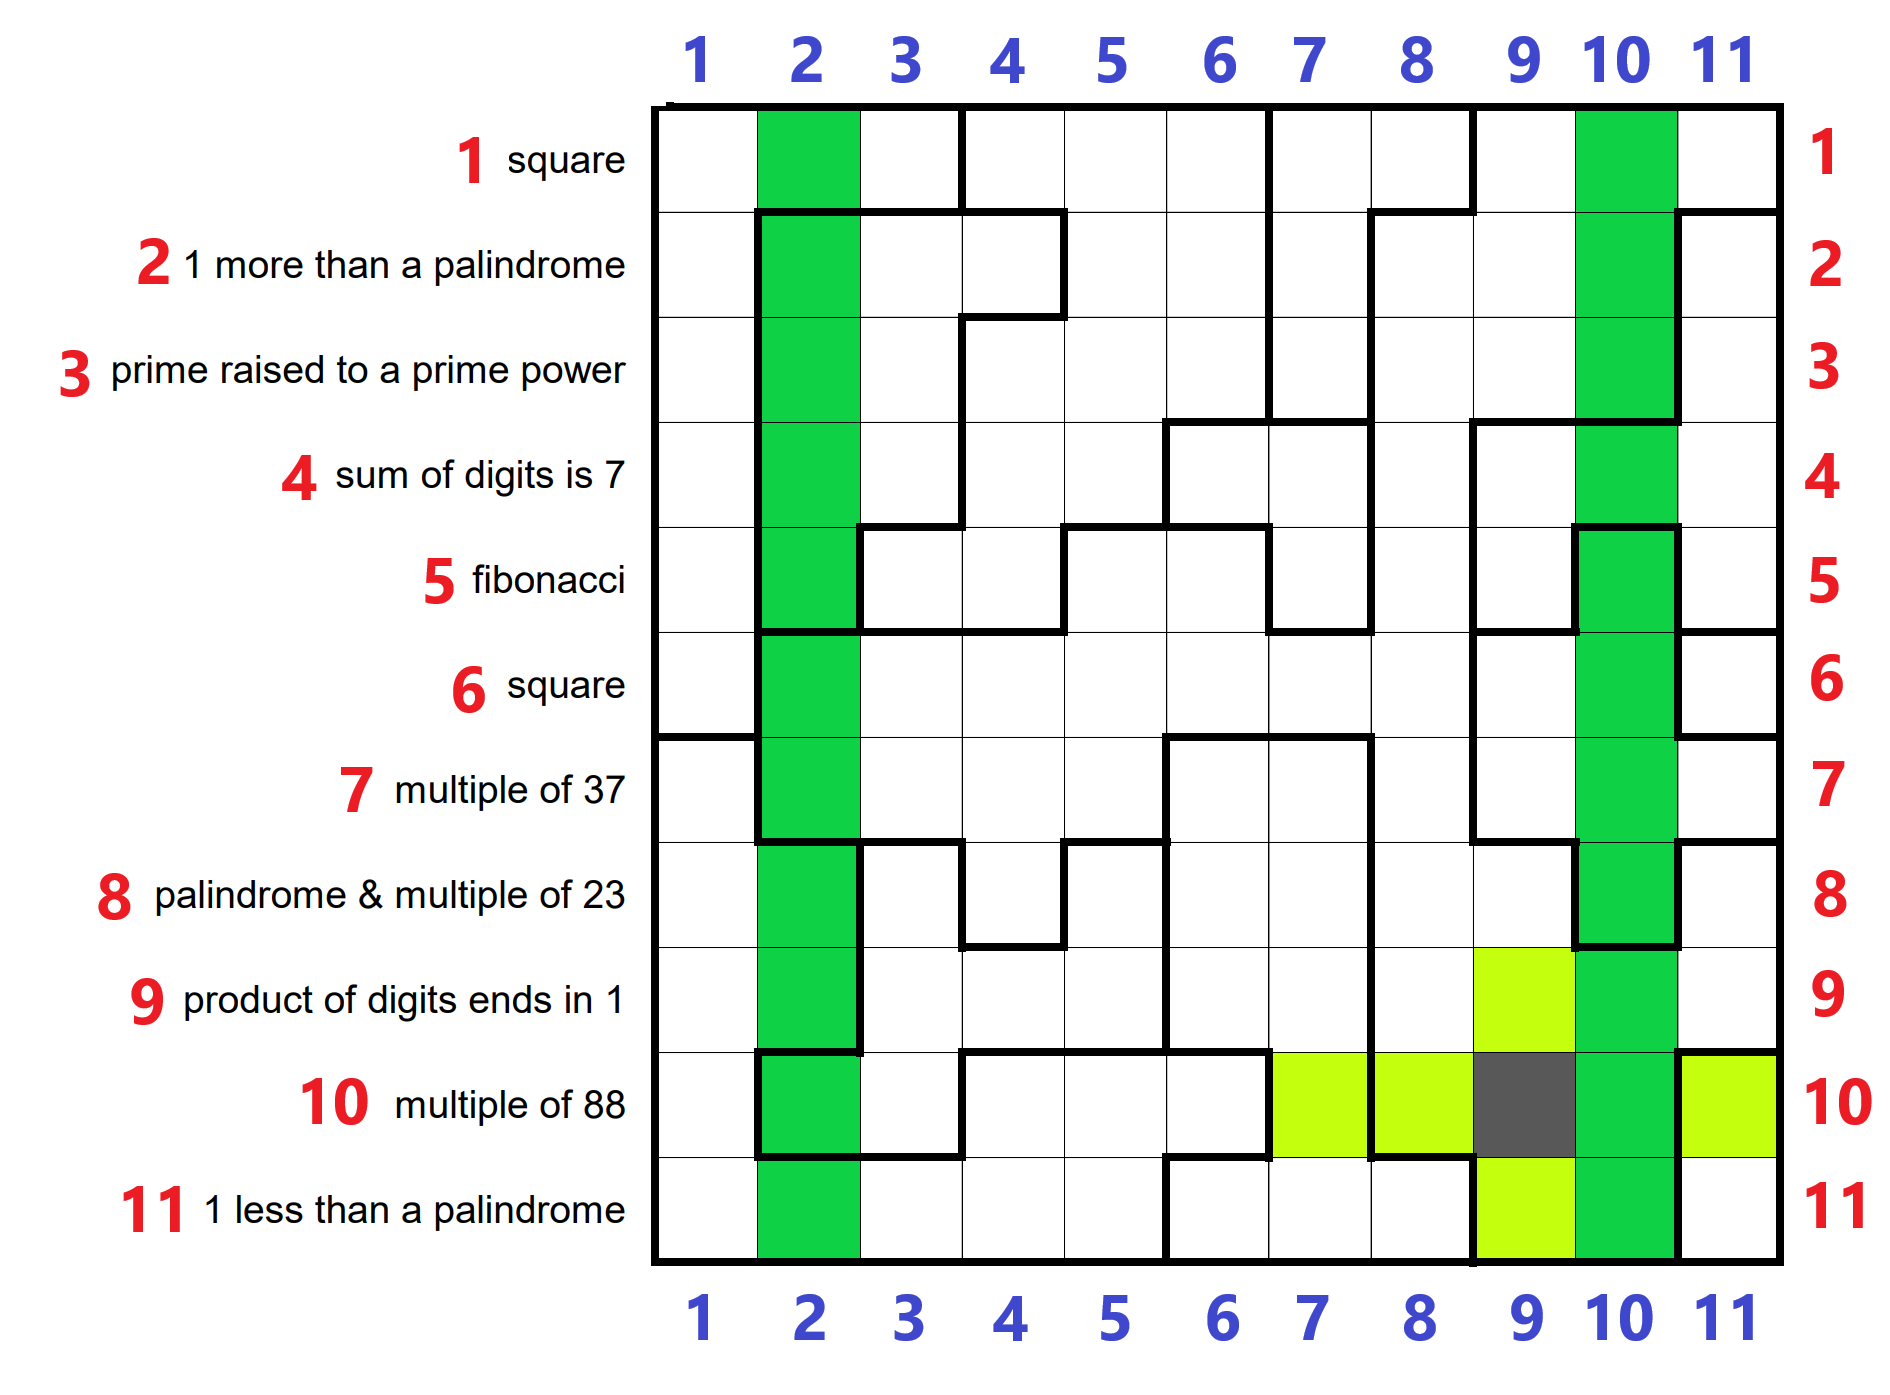 1 2 3 4 5 6 7 8 9 10 11
1 square 1
2 1 more than a palindrome 2
3 prime raised to a prime power 3
4 sum of digits is 7 4
5 fibonacci 5
6 square 6
7 multiple of 37 7
8 palindrome & multiple of 23 8
9 product of digits ends in 1 9
10 multiple of 88 10
11 1 less than a palindrome 11
1 2 3 4 5 6 7 8 9 10 11